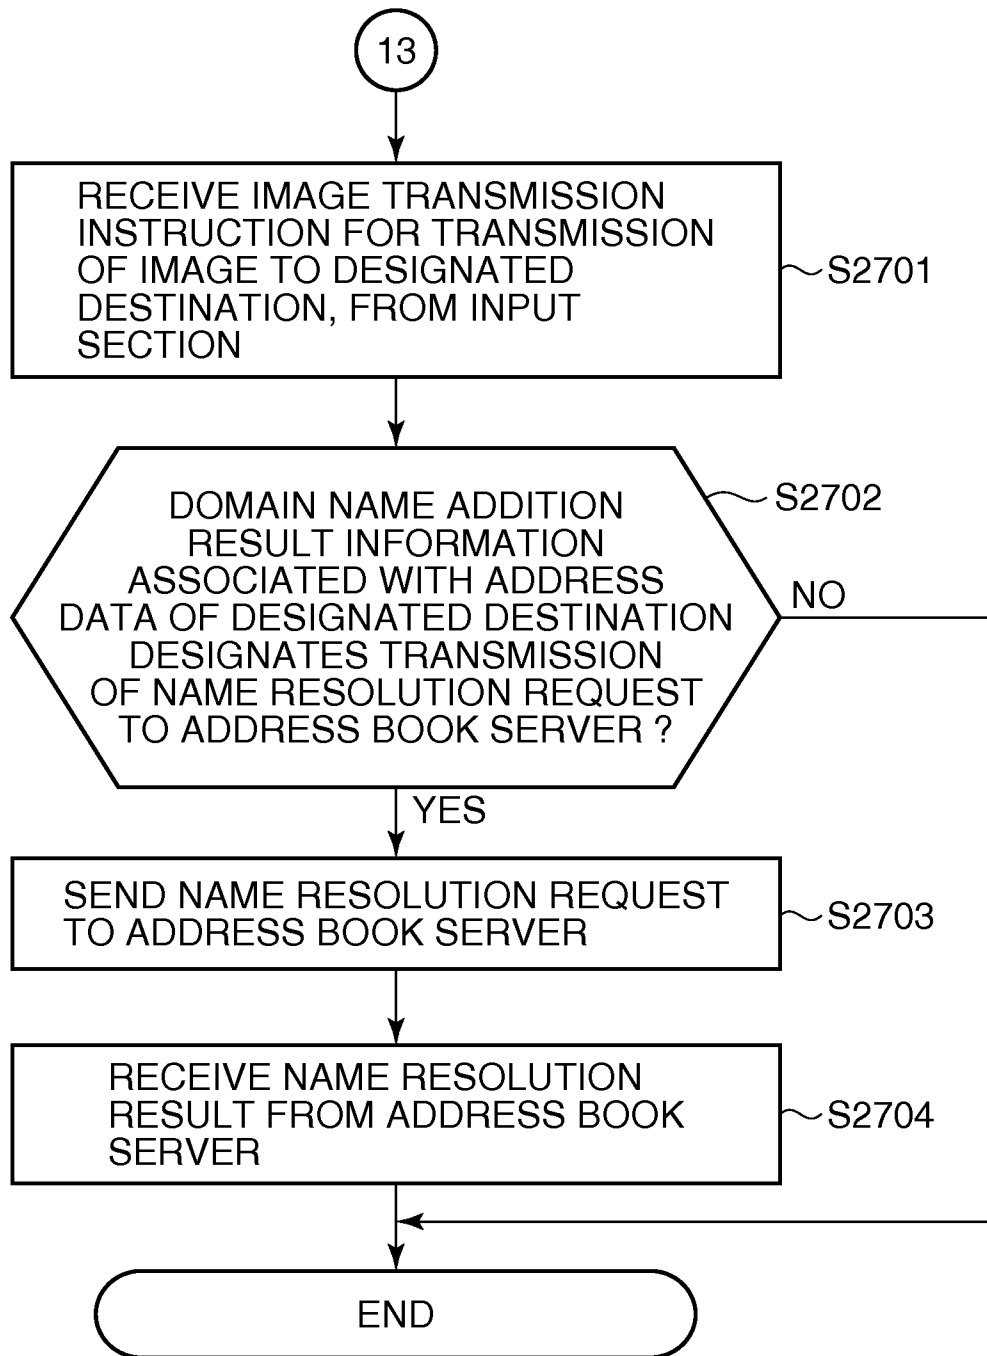 13
RECEIVE IMAGE TRANSMISSION
INSTRUCTION FOR TRANSMISSION
OF IMAGE TO DESIGNATED
DESTINATION, FROM INPUT
SECTION
S2701
DOMAIN NAME ADDITION
RESULT INFORMATION
ASSOCIATED WITH ADDRESS
DATA OF DESIGNATED DESTINATION
DESIGNATES TRANSMISSION
OF NAME RESOLUTION REQUEST
TO ADDRESS BOOK SERVER ?
S2702
NO
YES
SEND NAME RESOLUTION REQUEST
TO ADDRESS BOOK SERVER
S2703
RECEIVE NAME RESOLUTION
RESULT FROM ADDRESS BOOK
SERVER
S2704
END